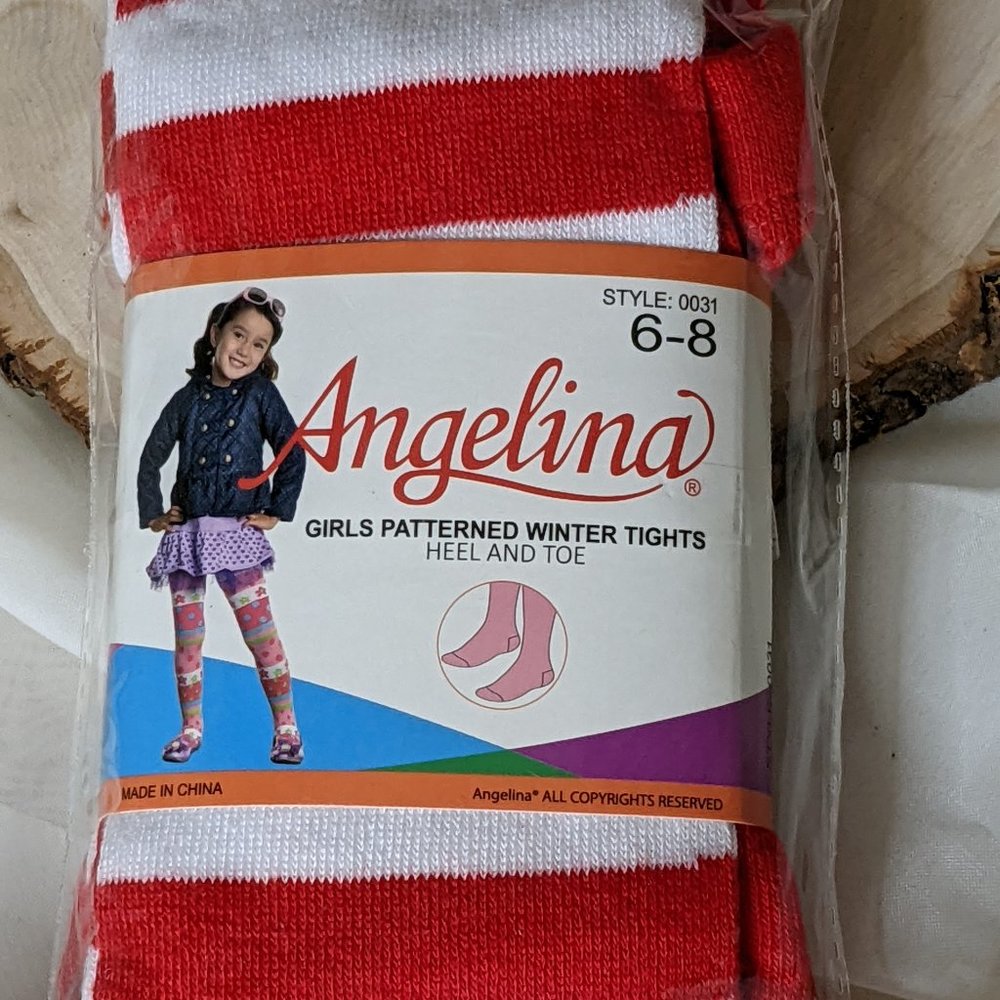 STYLE: 0031
6-8
Angelina®
GIRLS PATTERNED WINTER TIGHTS
HEEL AND TOE
MADE IN CHINA
Angelina® ALL COPYRIGHTS RESERVED